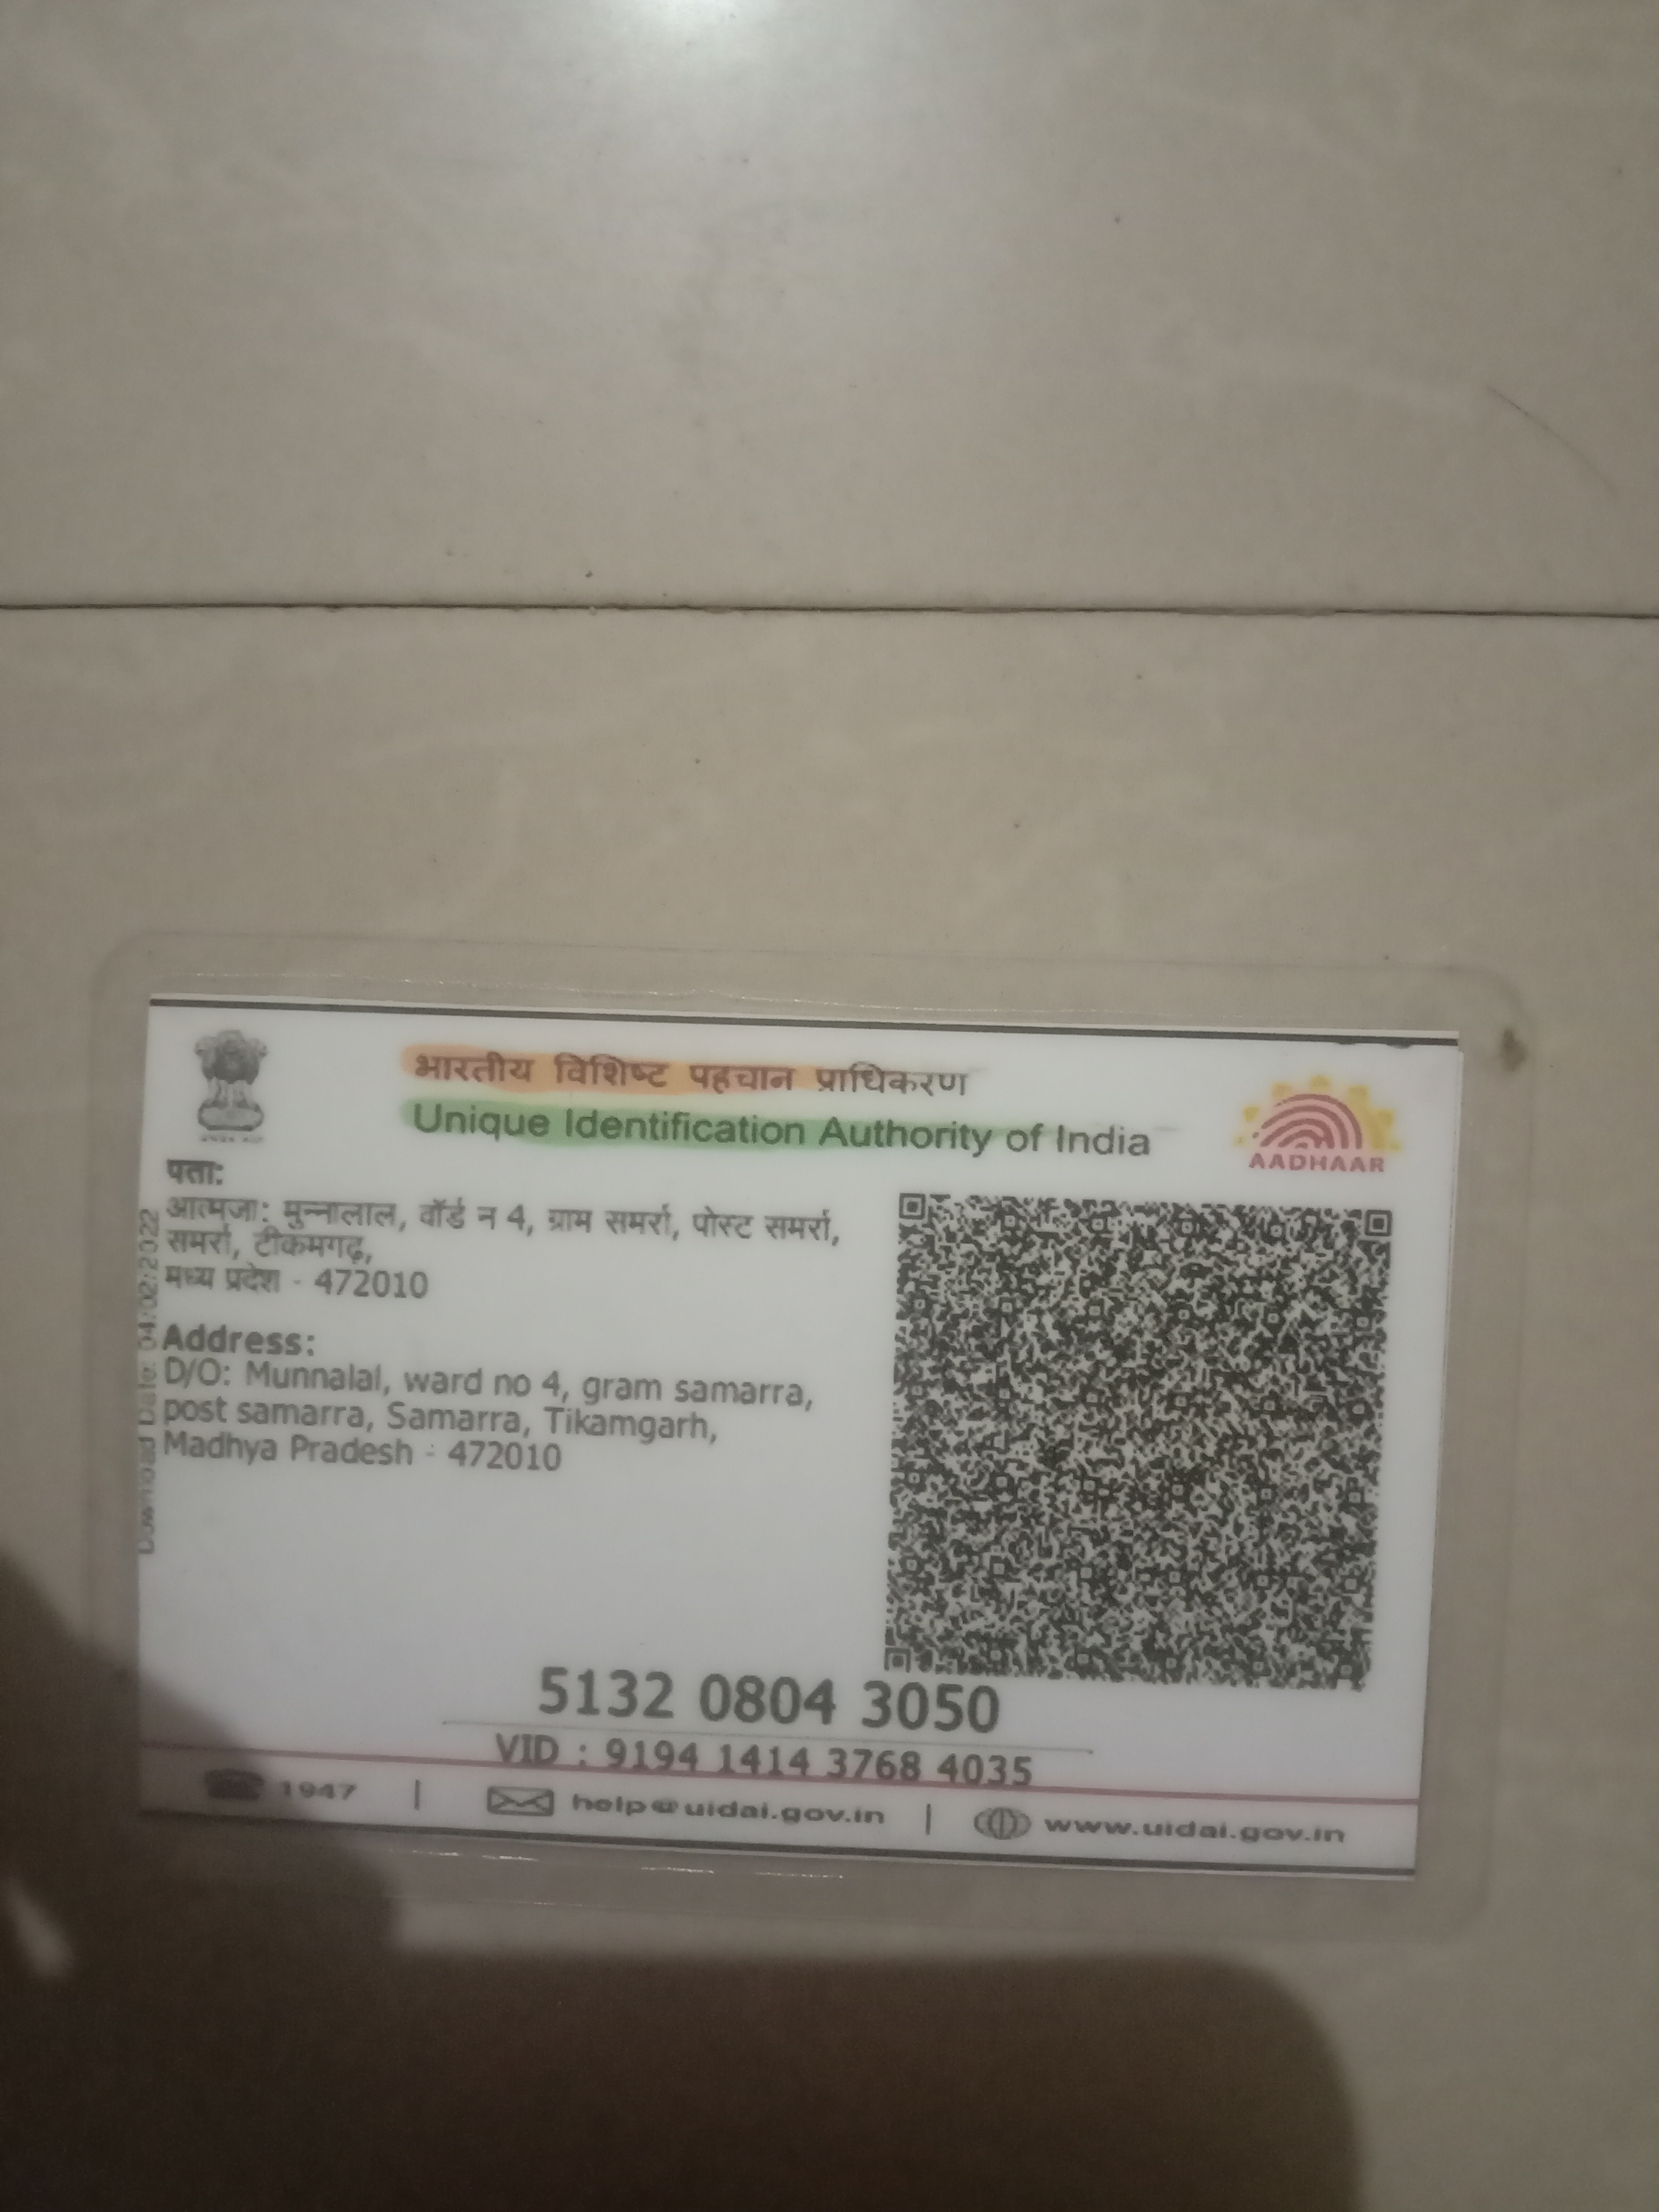 भारतीय विशिष्ट पहचान प्राधिकरण
Unique Identification Authority of India
AADHAAR
पता:
आत्मजा: मुन्नालाल, वॉर्ड न 4, ग्राम समर्रा, पोस्ट समर्रा,
समर्रा, टीकमगढ़,
मध्य प्रदेश - 472010
Address:
D/O: Munnalal, ward no 4, gram samarra,
post samarra, Samarra, Tikamgarh,
Madhya Pradesh - 472010
Download Date: 04/02/2022
5132 0804 3050
VID : 9194 1414 3768 4035
1947 | help@uidai.gov.in | www.uidai.gov.in